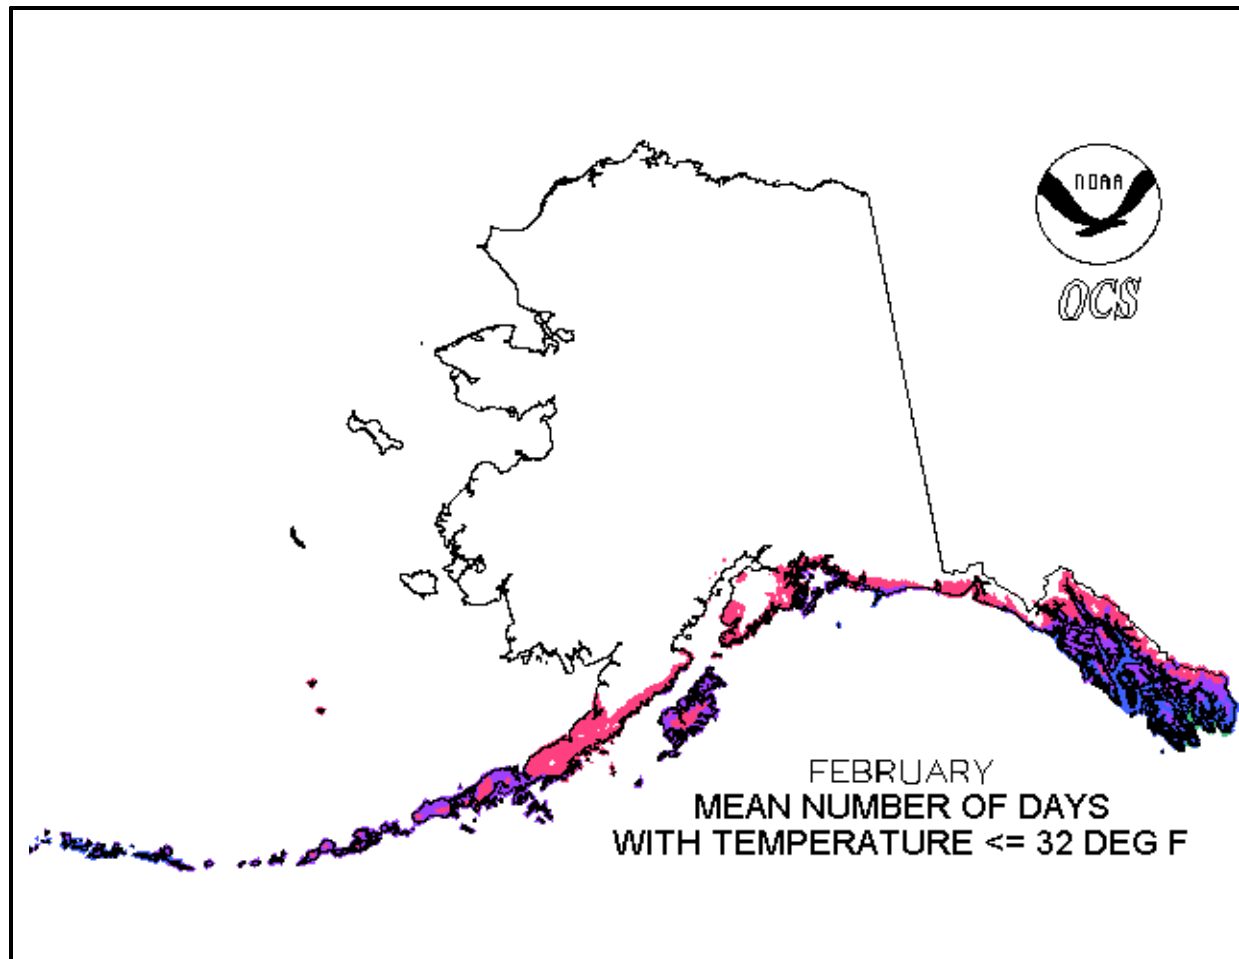 NOAA
OCS
FEBRUARY
MEAN NUMBER OF DAYS
WITH TEMPERATURE <= 32 DEG F